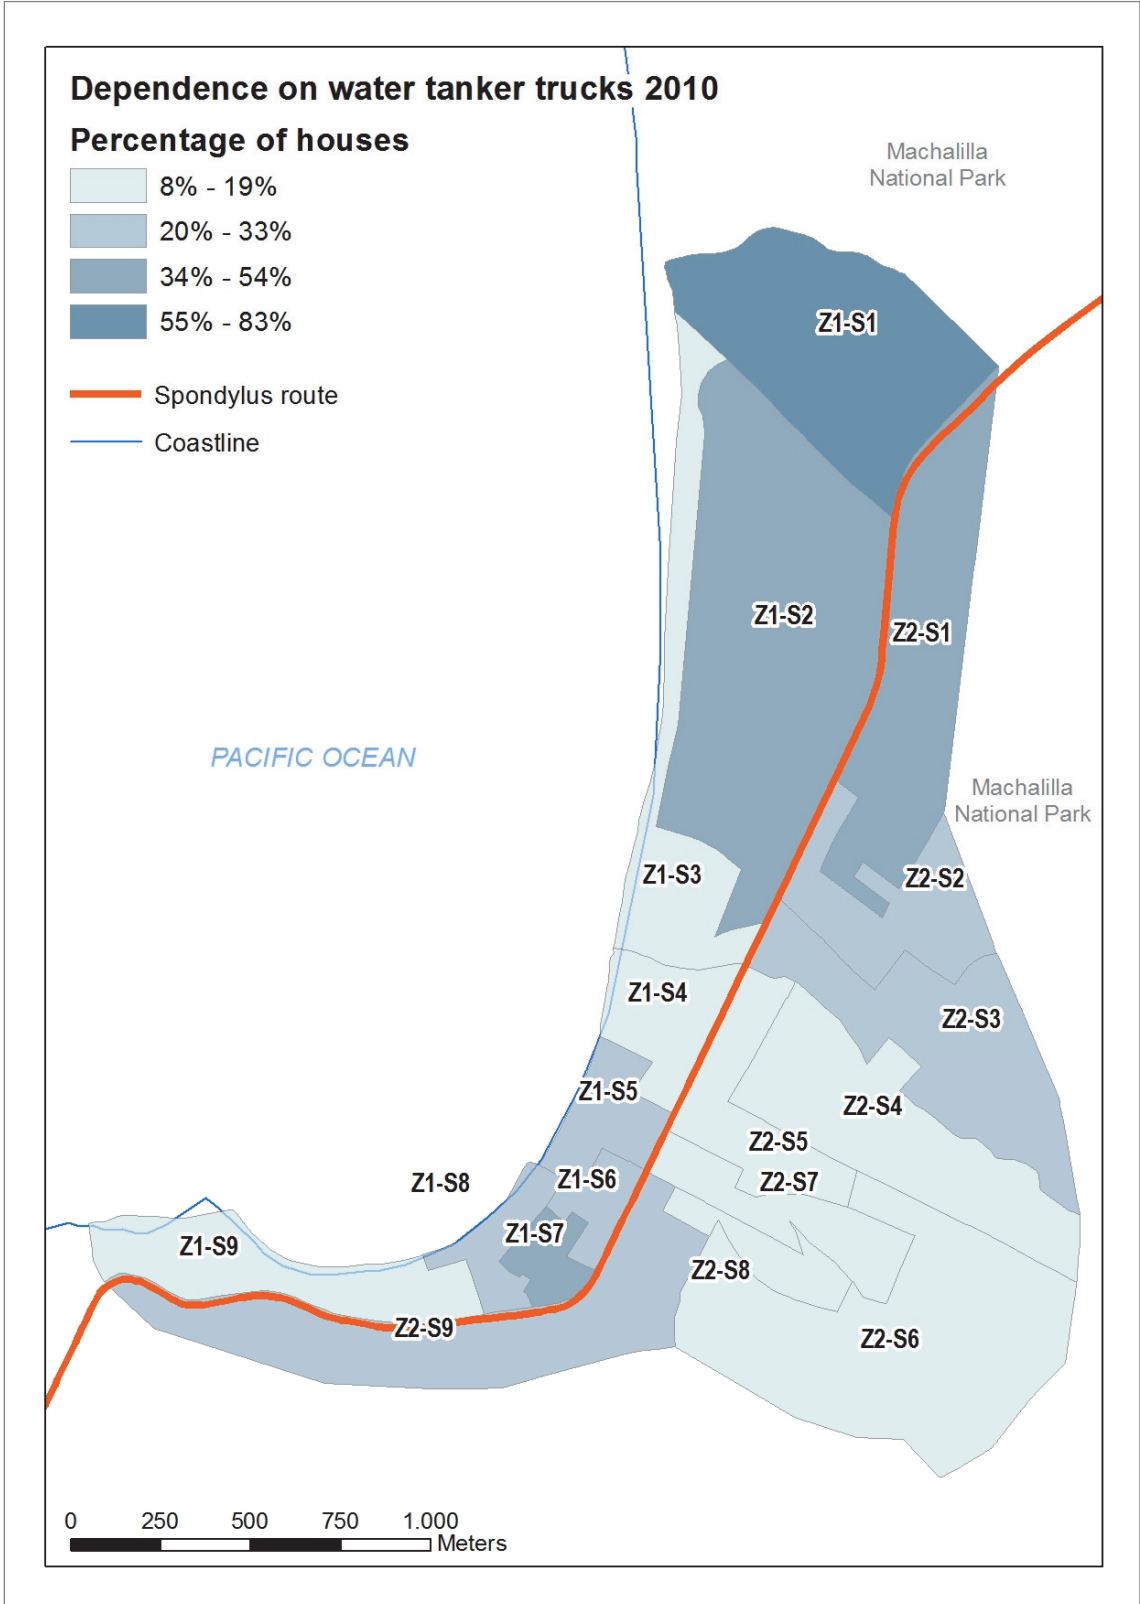 Dependence on water tanker trucks 2010
Percentage of houses
8% - 19%
20% - 33%
34% - 54%
55% - 83%
Spondylus route
Coastline
Machalilla
National Park
Z1-S1
Z1-S2
Z2-S1
PACIFIC OCEAN
Machalilla
National Park
Z1-S3
Z2-S2
Z1-S4
Z2-S3
Z1-S5
Z2-S4
Z2-S5
Z1-S8
Z1-S6
Z2-S7
Z1-S9
Z1-S7
Z2-S8
Z2-S9
Z2-S6
0 250 500 750 1.000
Meters